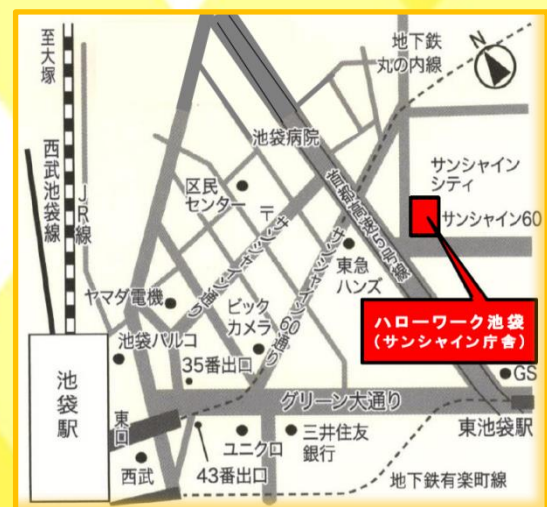 至大塚
西武池袋線
JR線
地下鉄
丸の内線
N
池袋病院
首都高速5号線
区民
センター
〒
サンシャイン通り
サンシャイン60通り
サンシャイン
シティ
サンシャイン60
東急
ハンズ
ヤマダ電機
ビック
カメラ
ハローワーク池袋
(サンシャイン庁舎)
池袋パルコ
35番出口
GS
池袋駅
東口
グリーン大通り
東池袋駅
西武
43番出口
ユニクロ
三井住友
銀行
地下鉄有楽町線